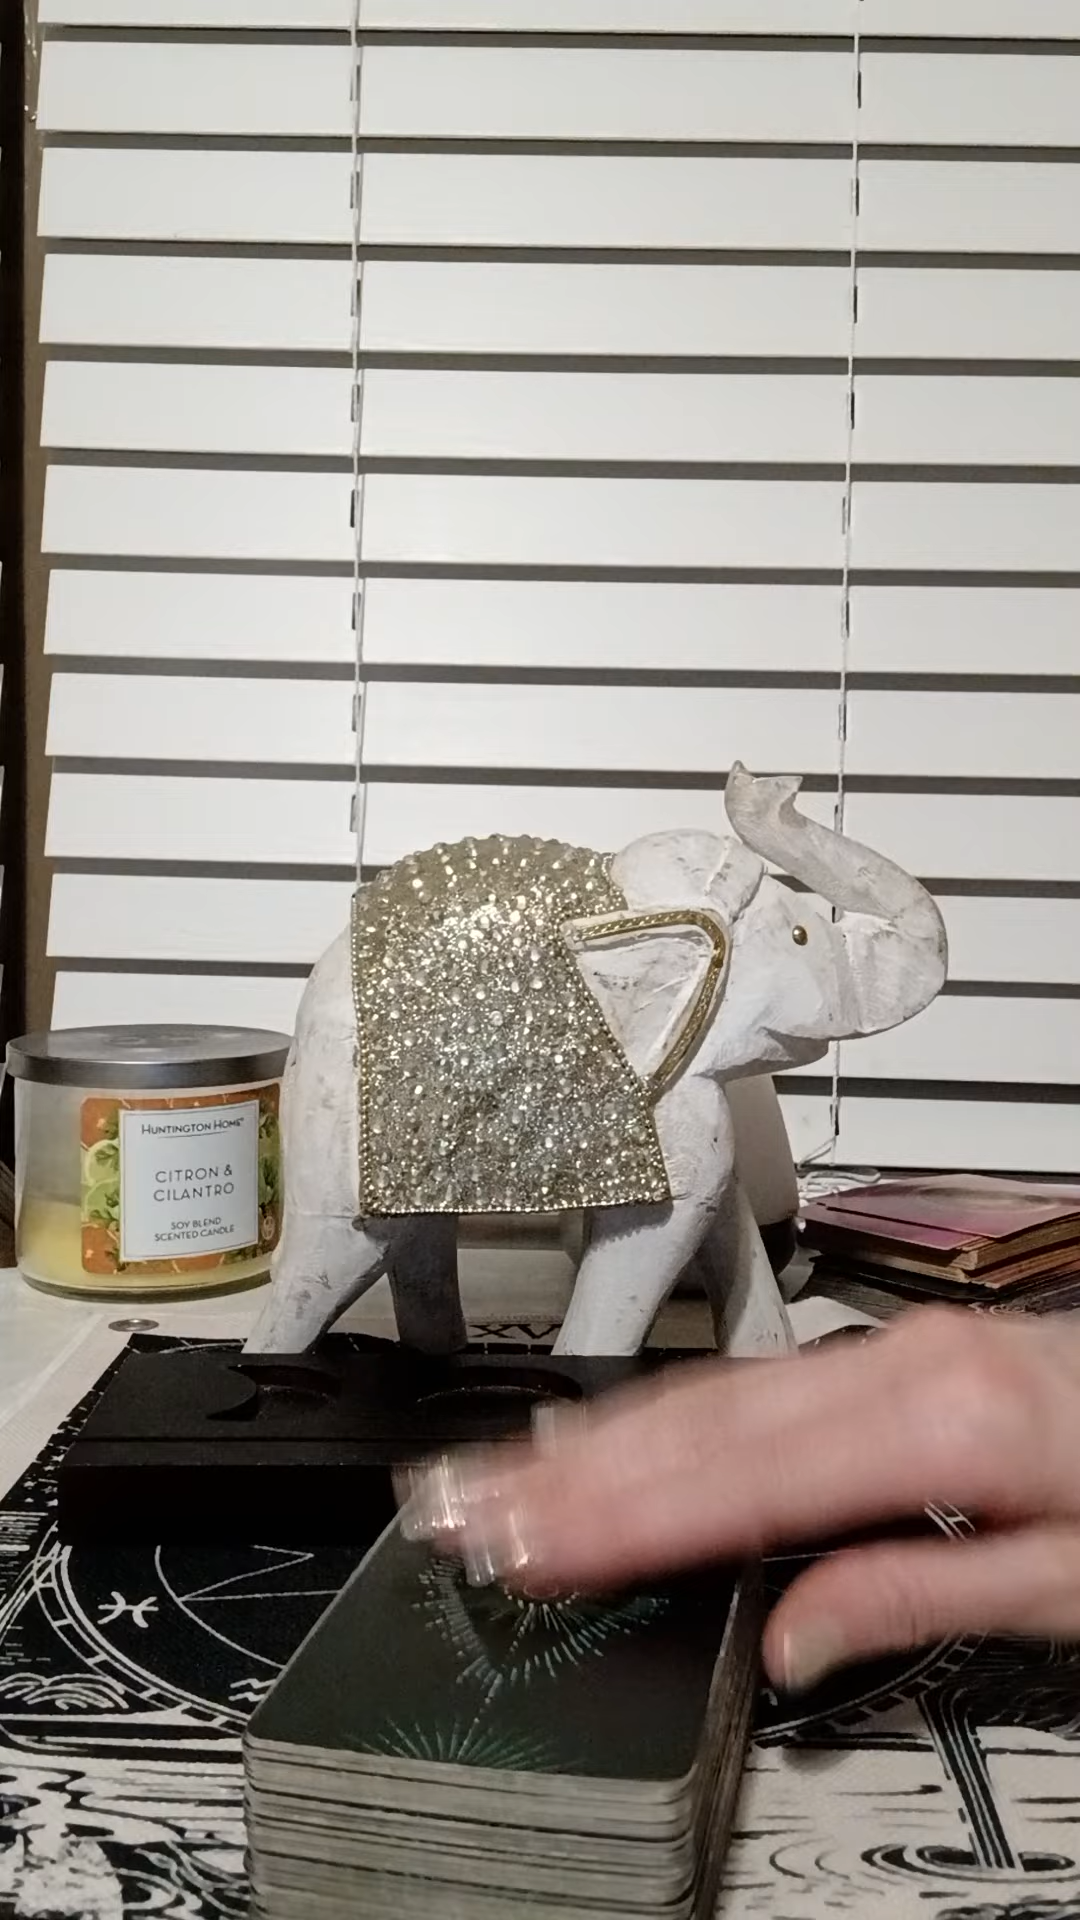 HUNTINGTON HOME
CITRON &
CILANTRO
SOY BLEND
SCENTED CANDLE